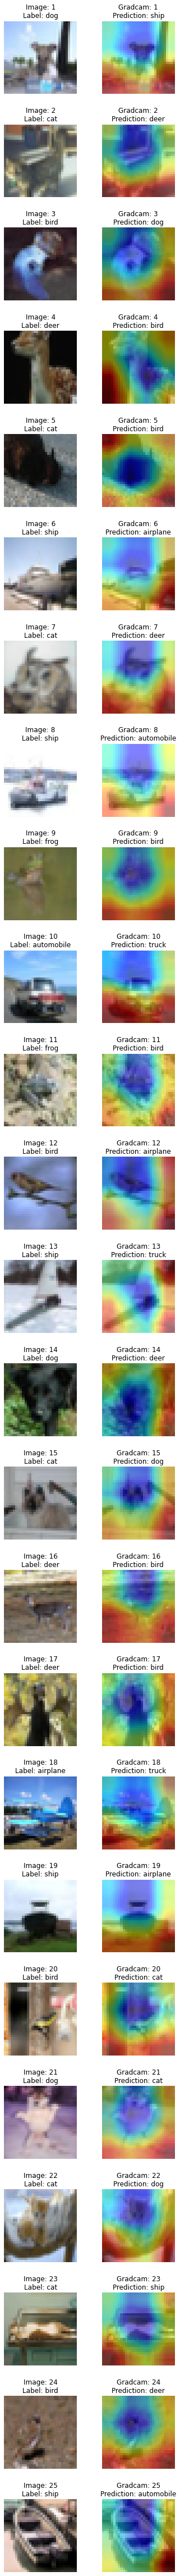 Image: 1
Label: dog
Gradcam: 1
Prediction: ship
Image: 2
Label: cat
Gradcam: 2
Prediction: deer
Image: 3
Label: bird
Gradcam: 3
Prediction: dog
Image: 4
Label: deer
Gradcam: 4
Prediction: bird
Image: 5
Label: cat
Gradcam: 5
Prediction: bird
Image: 6
Label: ship
Gradcam: 6
Prediction: airplane
Image: 7
Label: cat
Gradcam: 7
Prediction: deer
Image: 8
Label: ship
Gradcam: 8
Prediction: automobile
Image: 9
Label: frog
Gradcam: 9
Prediction: bird
Image: 10
Label: automobile
Gradcam: 10
Prediction: truck
Image: 11
Label: frog
Gradcam: 11
Prediction: bird
Image: 12
Label: bird
Gradcam: 12
Prediction: airplane
Image: 13
Label: ship
Gradcam: 13
Prediction: truck
Image: 14
Label: dog
Gradcam: 14
Prediction: deer
Image: 15
Label: cat
Gradcam: 15
Prediction: dog
Image: 16
Label: deer
Gradcam: 16
Prediction: bird
Image: 17
Label: deer
Gradcam: 17
Prediction: bird
Image: 18
Label: airplane
Gradcam: 18
Prediction: truck
Image: 19
Label: ship
Gradcam: 19
Prediction: airplane
Image: 20
Label: bird
Gradcam: 20
Prediction: cat
Image: 21
Label: dog
Gradcam: 21
Prediction: cat
Image: 22
Label: cat
Gradcam: 22
Prediction: dog
Image: 23
Label: cat
Gradcam: 23
Prediction: ship
Image: 24
Label: bird
Gradcam: 24
Prediction: deer
Image: 25
Label: ship
Gradcam: 25
Prediction: automobile